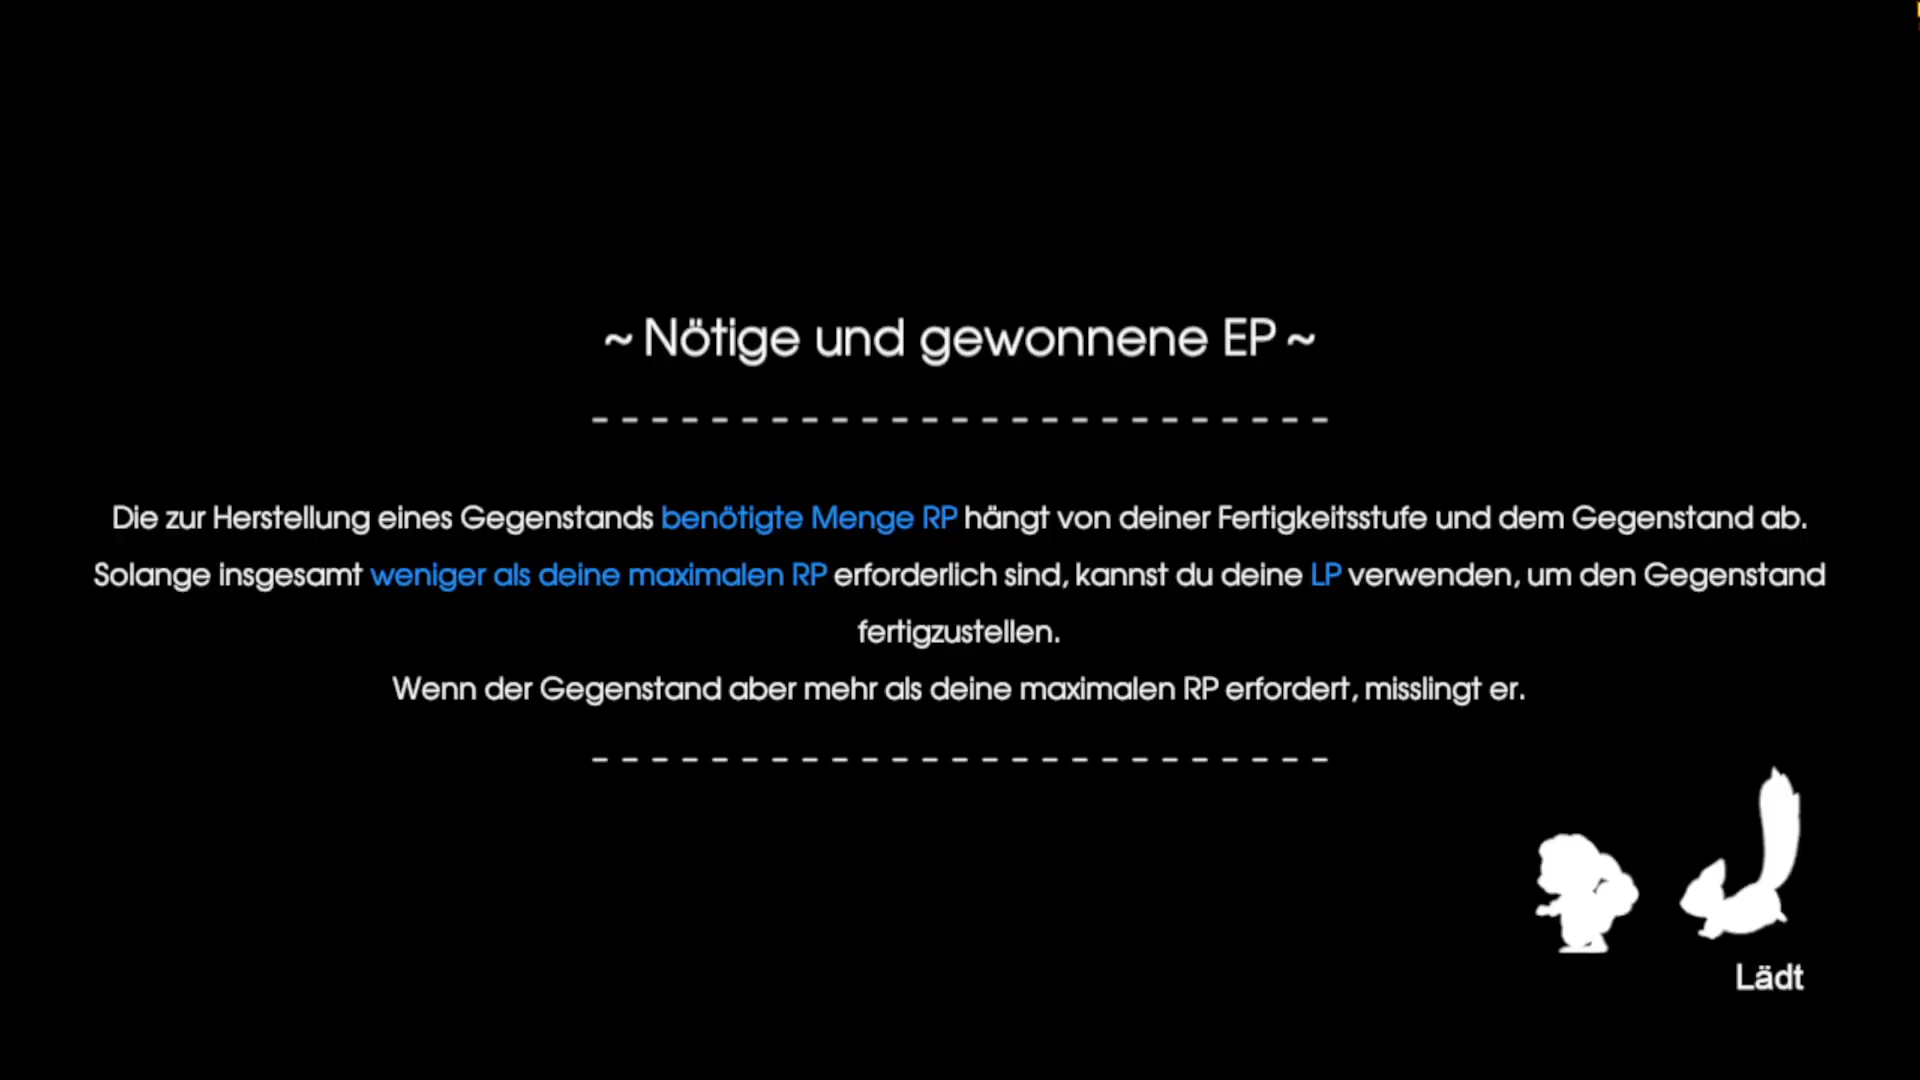 ~ Nötige und gewonnene EP ~
Die zur Herstellung eines Gegenstands benötigte Menge RP hängt von deiner Fertigkeitsstufe und dem Gegenstand ab.
Solange insgesamt weniger als deine maximalen RP erforderlich sind, kannst du deine LP verwenden, um den Gegenstand
fertigzustellen.
Wenn der Gegenstand aber mehr als deine maximalen RP erfordert, misslingt er.
Lädt